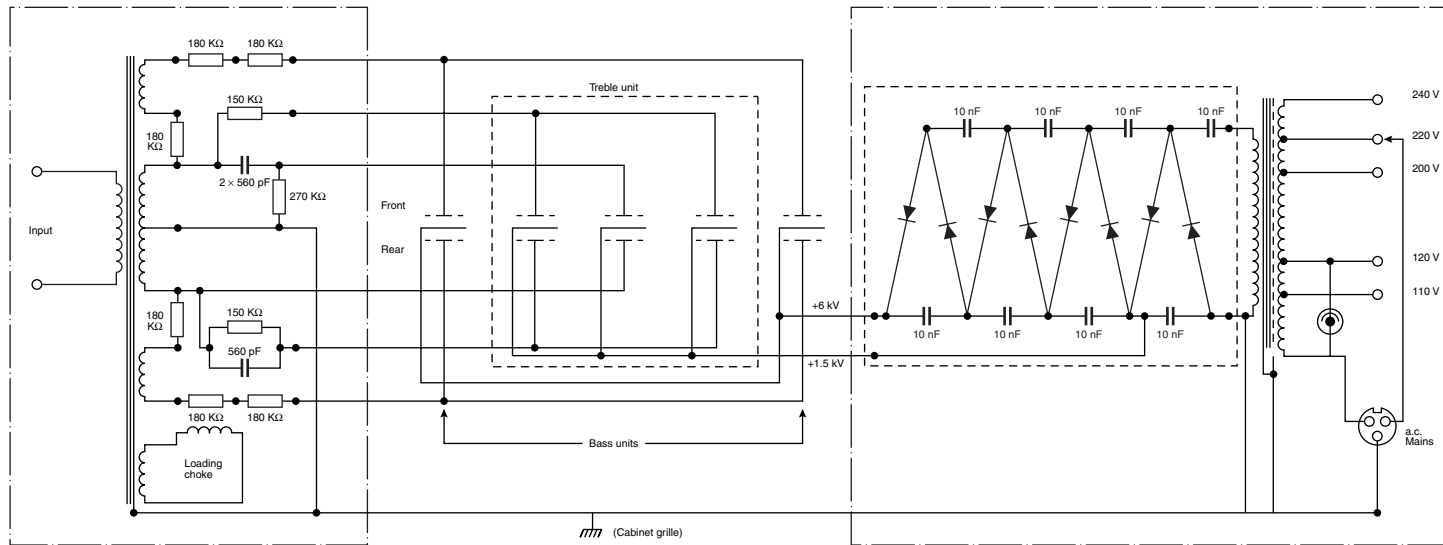 180 KΩ 180 KΩ
150 KΩ
180
KΩ
2 × 560 pF
270 KΩ
Input
180
KΩ
150 KΩ
560 pF
180 KΩ 180 KΩ
Loading
choke
Treble unit
Front
Rear
+6 kV
+1.5 kV
Bass units
(Cabinet grille)
10 nF 10 nF 10 nF 10 nF
10 nF 10 nF 10 nF 10 nF
240 V
220 V
200 V
120 V
110 V
a.c.
Mains